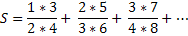 S = (1 * 3)/(2 * 4) + (2 * 5)/(3 * 6) + (3 * 7)/(4 * 8) + ⋯